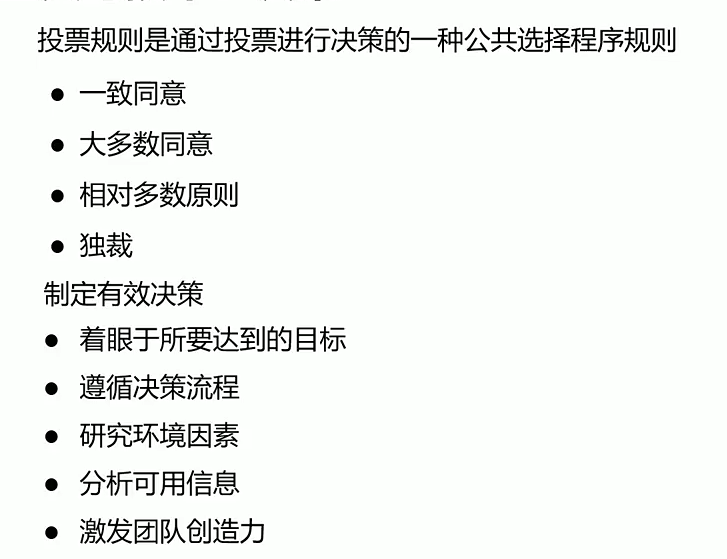 投票规则是通过投票进行决策的一种公共选择程序规则
● 一致同意
● 大多数同意
● 相对多数原则
● 独裁
制定有效决策
● 着眼于所要达到的目标
● 遵循决策流程
● 研究环境因素
● 分析可用信息
● 激发团队创造力